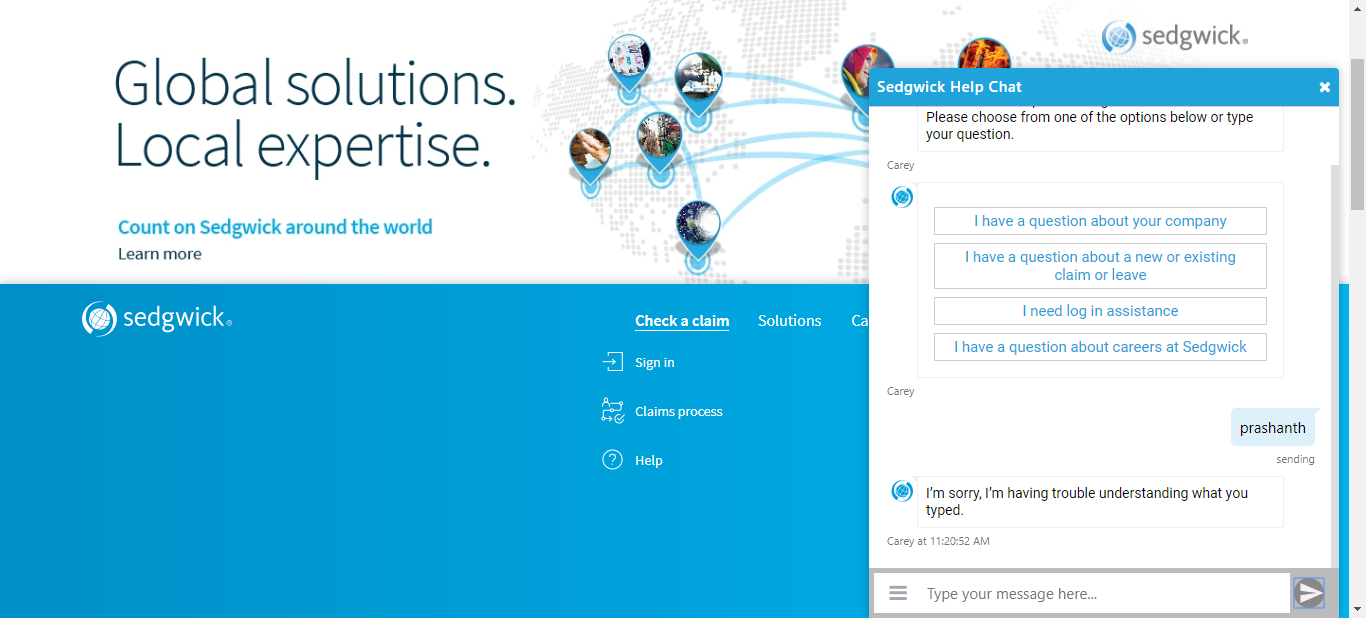 Global solutions.
Local expertise.
Count on Sedgwick around the world
Learn more
sedgwick®
sedgwick®
Check a claim
Solutions
Ca
Sign in
Claims process
Help
Sedgwick Help Chat
Please choose from one of the options below or type
your question.
Carey
I have a question about your company
I have a question about a new or existing
claim or leave
I need log in assistance
I have a question about careers at Sedgwick
Carey
prashanth
sending
I'm sorry, I'm having trouble understanding what you
typed.
Carey at 11:20:52 AM
Type your message here...